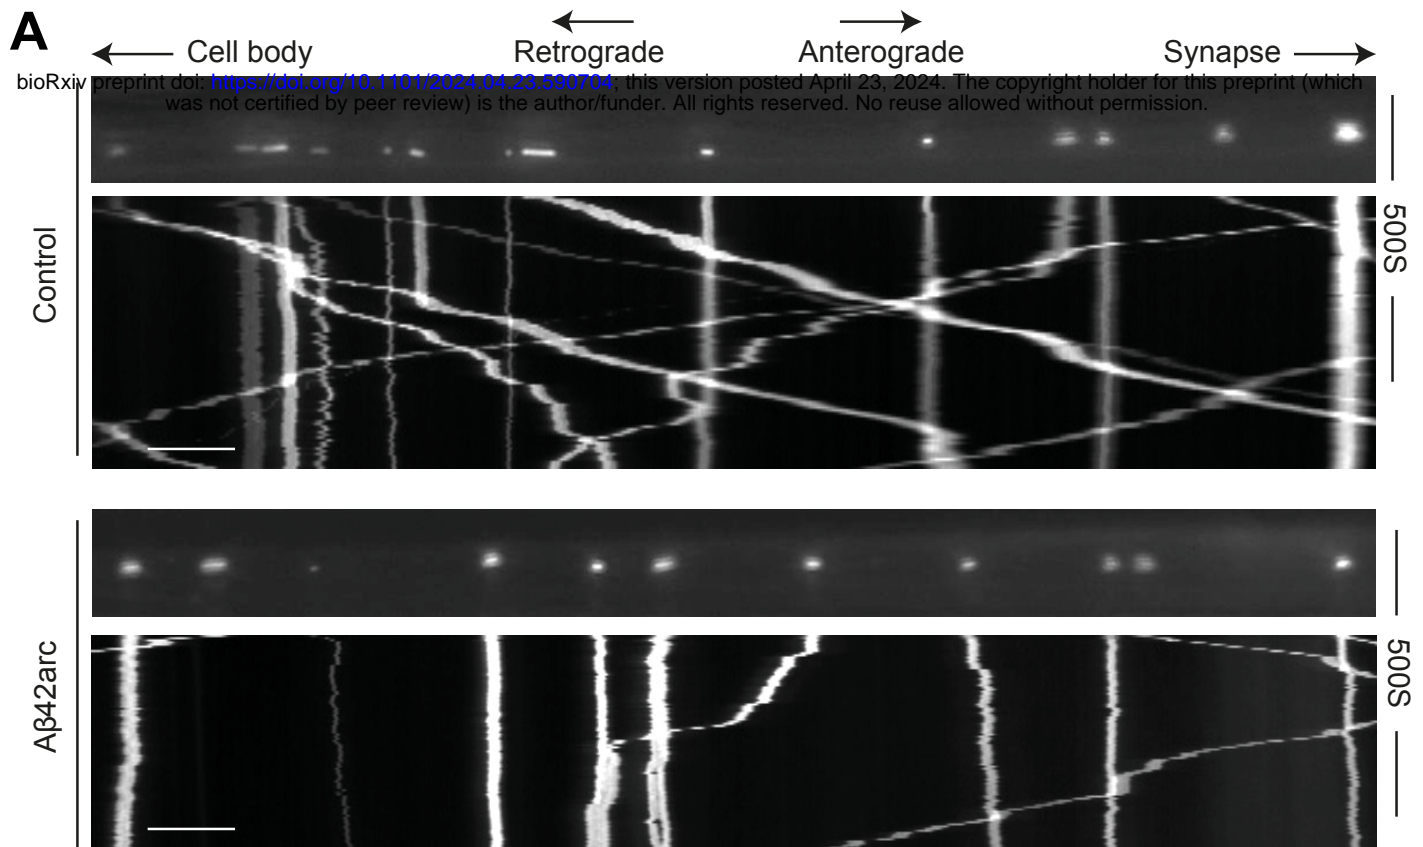 A
Cell body Retrograde Anterograde Synapse
bioRxiv preprint doi: https://doi.org/10.1101/2024.04.23.590704; this version posted April 23, 2024. The copyright holder for this preprint (which
was not certified by peer review) is the author/funder. All rights reserved. No reuse allowed without permission.
Control
500S
Aβ42arc
500S